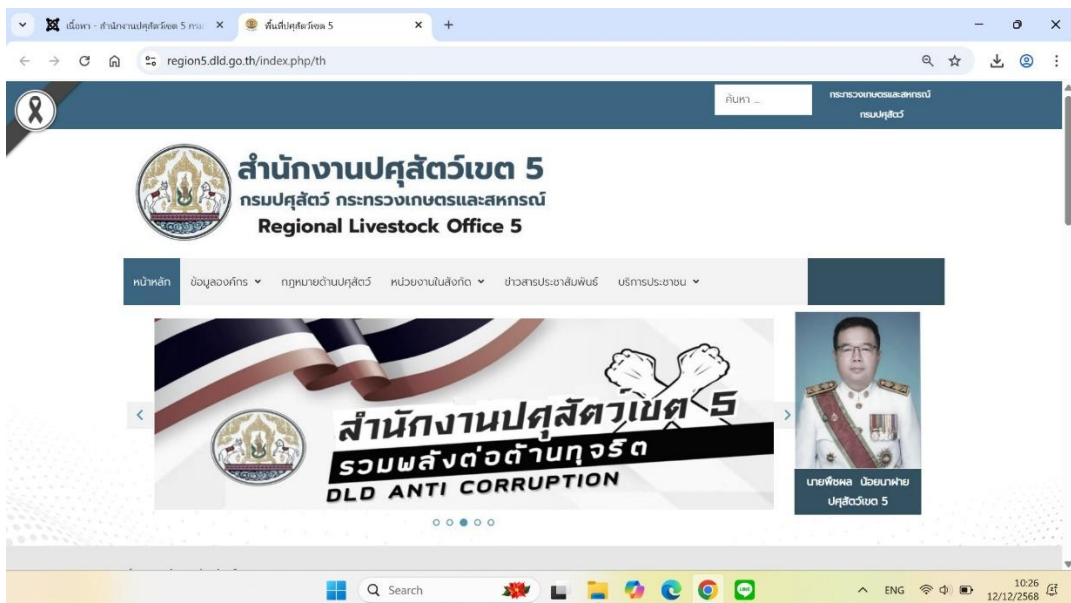 เนื้อหา - สำนักงานปศุสัตว์เขต 5 กรม
พื้นที่ปศุสัตว์เขต 5
region5.dld.go.th/index.php/th
ค้นหา ...
กระทรวงเกษตรและสหกรณ์
กรมปศุสัตว์
สำนักงานปศุสัตว์เขต 5
กรมปศุสัตว์ กระทรวงเกษตรและสหกรณ์
Regional Livestock Office 5
หน้าหลัก ข้อมูลองค์กร กฎหมายด้านปศุสัตว์ หน่วยงานในสังกัด ข่าวสารประชาสัมพันธ์ บริการประชาชน
สำนักงานปศุสัตว์เขต 5
รวมพลังต่อต้านทุจริต
DLD ANTI CORRUPTION
นายพืชผล น้อยนาฝาย
ปศุสัตว์เขต 5
Search
ENG
10:26
12/12/2568